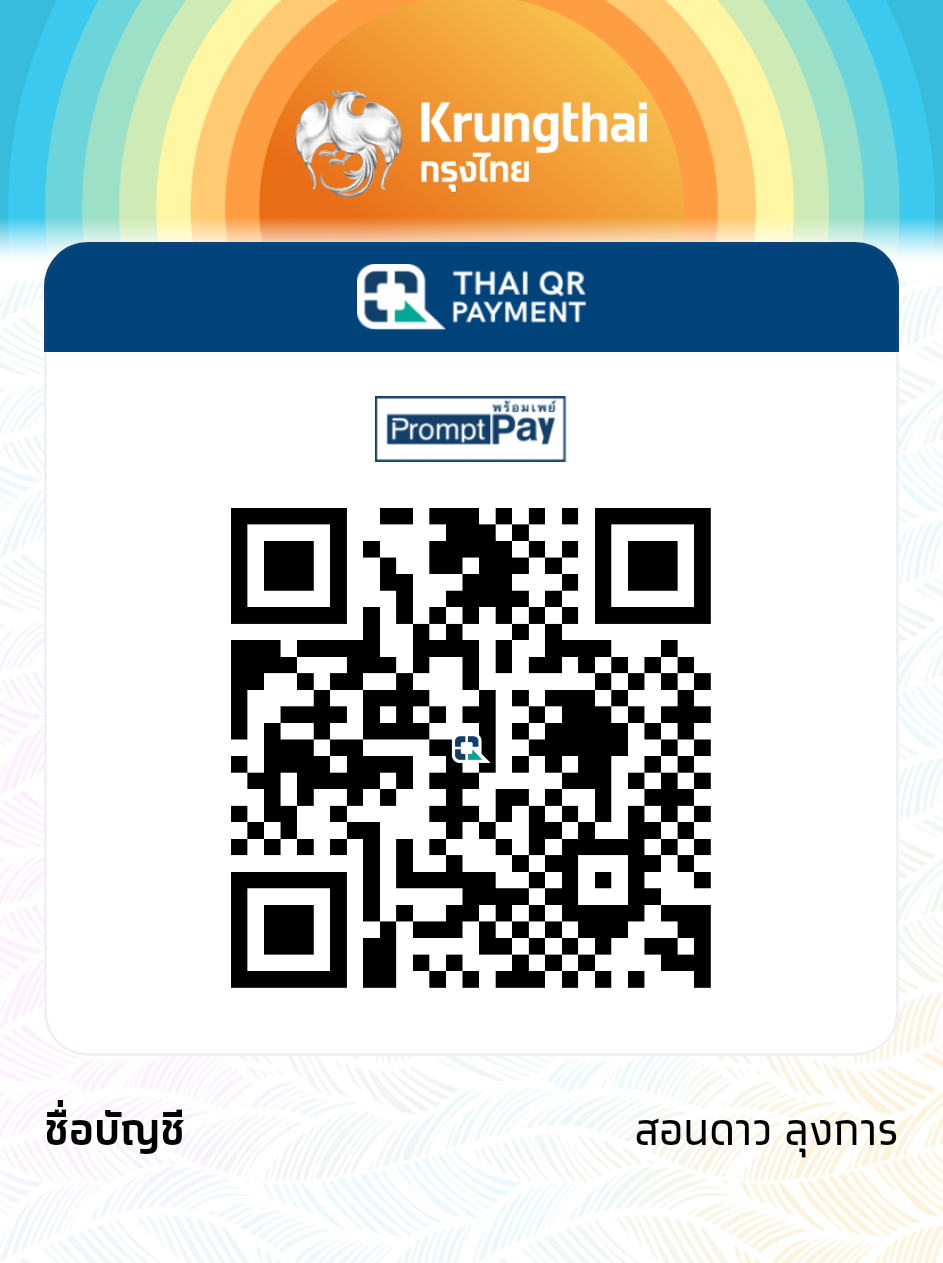 Krungthai
กรุงไทย
THAI QR
PAYMENT
พร้อมเพย์
PromptPay
ชื่อบัญชี
สอนดาว ลุงการ